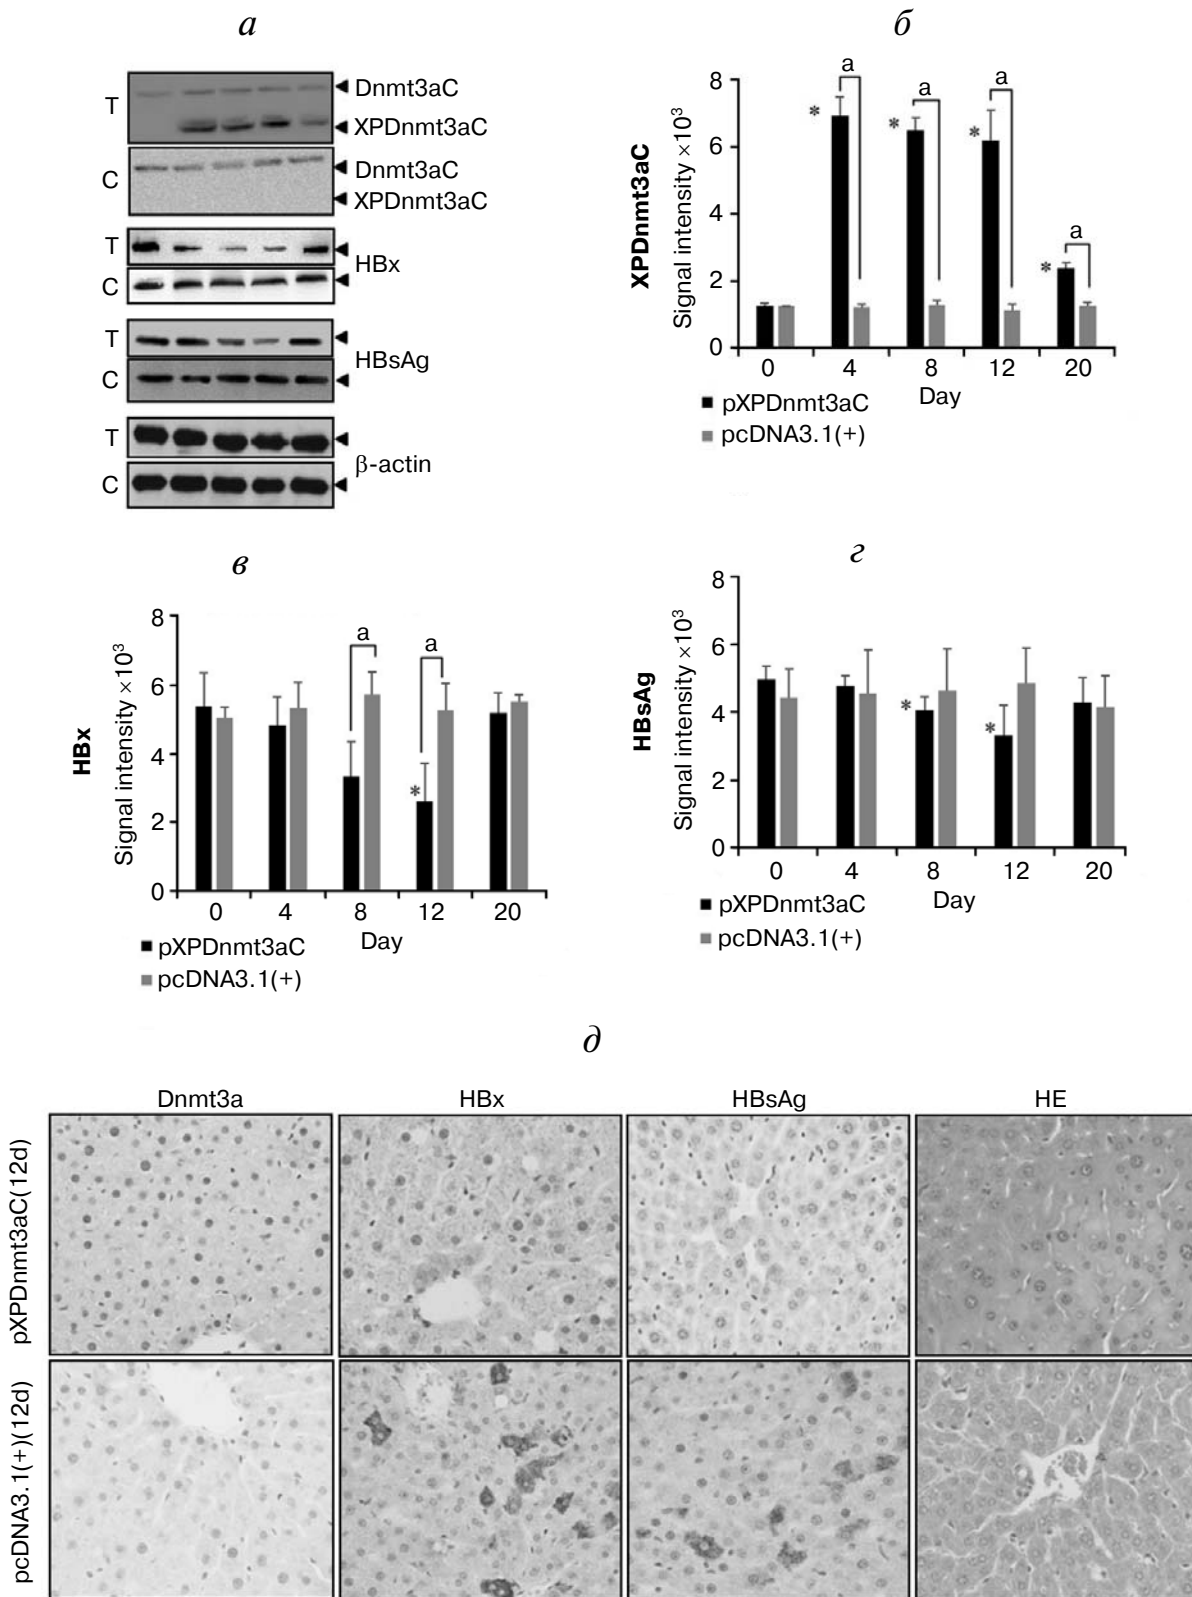 а
T
Dnmt3aC
XPDnmt3aC
C
Dnmt3aC
XPDnmt3aC
T
HBx
C
T
HBsAg
C
T
β-actin
C
б
XPDnmt3aC
Signal intensity ×10³
8
6
4
2
0
* a
* a
* a
* a
0 4 8 12 20
Day
pXPDnmt3aC
pcDNA3.1(+)
в
HBx
Signal intensity ×10³
8
6
4
2
0
a
a
*
0 4 8 12 20
Day
pXPDnmt3aC
pcDNA3.1(+)
г
HBsAg
Signal intensity ×10³
8
6
4
2
0
*
*
0 4 8 12 20
Day
pXPDnmt3aC
pcDNA3.1(+)
д
Dnmt3a HBx HBsAg HE
pXPDnmt3aC(12d)
pcDNA3.1(+)(12d)